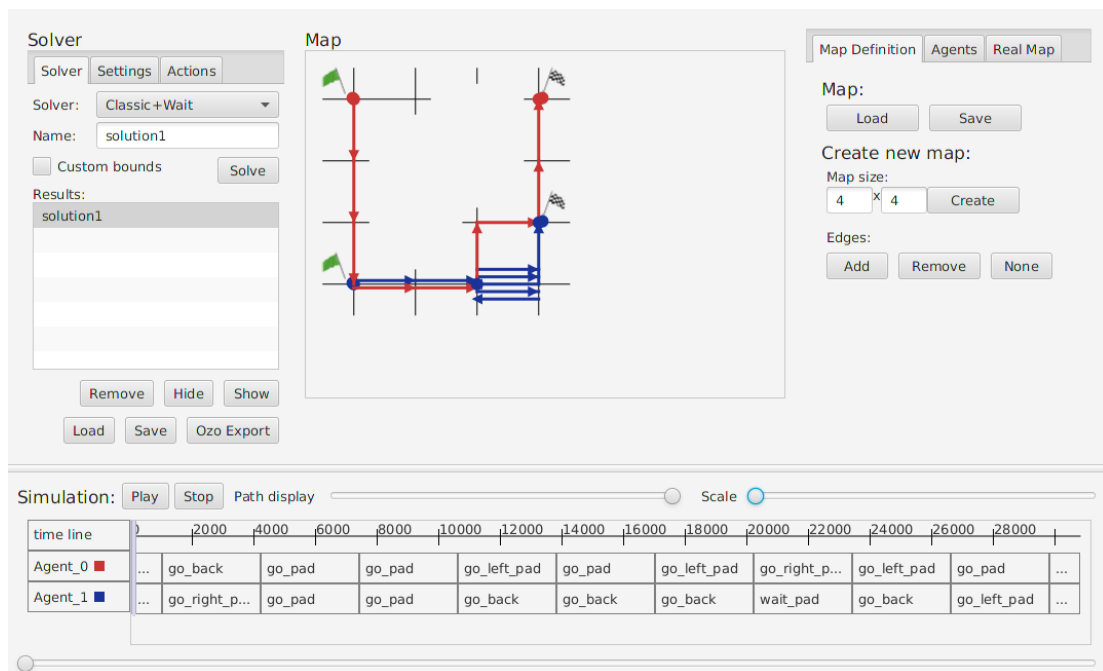 Solver
Map
Solver Settings Actions
Map Definition Agents Real Map
Solver: Classic+Wait
Name: solution1
Custom bounds Solve
Results:
solution1
Map:
Load Save
Create new map:
Map size:
4 x 4 Create
Edges:
Add Remove None
Remove Hide Show
Load Save Ozo Export
Simulation: Play Stop Path display Scale
time line 0 2000 4000 6000 8000 10000 12000 14000 16000 18000 20000 22000 24000 26000 28000
Agent_0 ... go_back go_pad go_pad go_left_pad go_pad go_left_pad go_right_p... go_left_pad go_pad ...
Agent_1 ... go_right_p... go_pad go_pad go_back go_back go_back wait_pad go_back go_left_pad ...